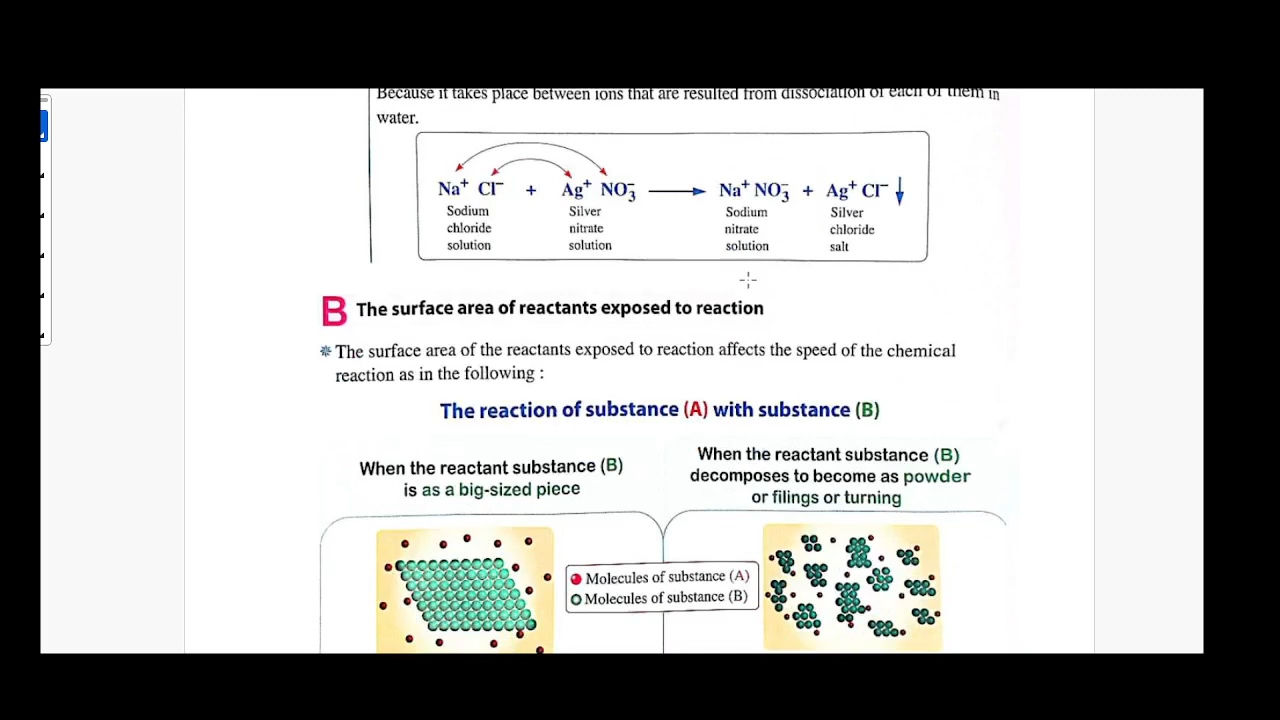 Because it takes place between ions that are resulted from dissociation of each of them in
water.
Na⁺ Cl⁻ + Ag⁺ NO₃⁻ ⟶ Na⁺ NO₃⁻ + Ag⁺ Cl⁻ ↓
Sodium chloride solution
Silver nitrate solution
Sodium nitrate solution
Silver chloride salt
B The surface area of reactants exposed to reaction
* The surface area of the reactants exposed to reaction affects the speed of the chemical
reaction as in the following :
The reaction of substance (A) with substance (B)
When the reactant substance (B)
is as a big-sized piece
When the reactant substance (B)
decomposes to become as powder
or filings or turning
Molecules of substance (A)
Molecules of substance (B)